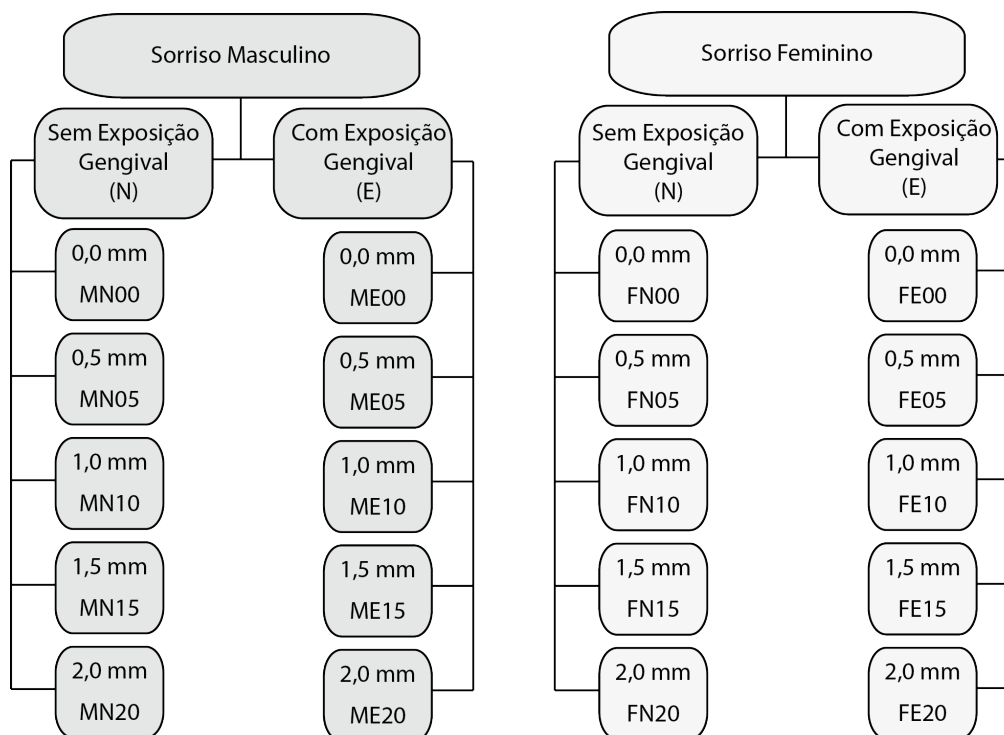 Sorriso Masculino
Sem Exposição
Gengival
(N)
Com Exposição
Gengival
(E)
0,0 mm
MN00
0,5 mm
MN05
1,0 mm
MN10
1,5 mm
MN15
2,0 mm
MN20
0,0 mm
ME00
0,5 mm
ME05
1,0 mm
ME10
1,5 mm
ME15
2,0 mm
ME20
Sorriso Feminino
Sem Exposição
Gengival
(N)
Com Exposição
Gengival
(E)
0,0 mm
FN00
0,5 mm
FN05
1,0 mm
FN10
1,5 mm
FN15
2,0 mm
FN20
0,0 mm
FE00
0,5 mm
FE05
1,0 mm
FE10
1,5 mm
FE15
2,0 mm
FE20